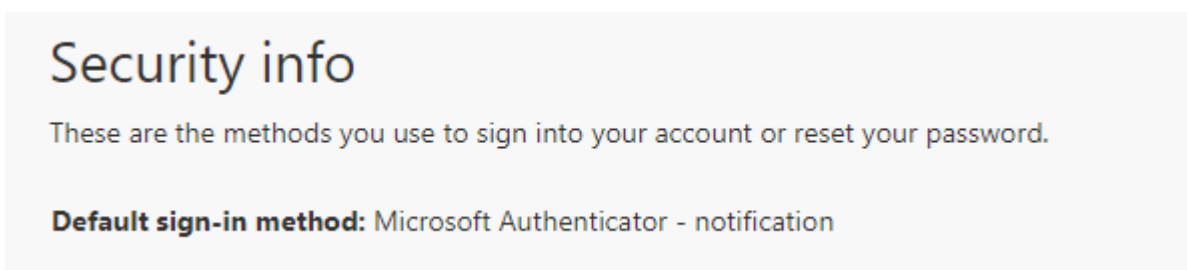 Security info
These are the methods you use to sign into your account or reset your password.
Default sign-in method: Microsoft Authenticator - notification